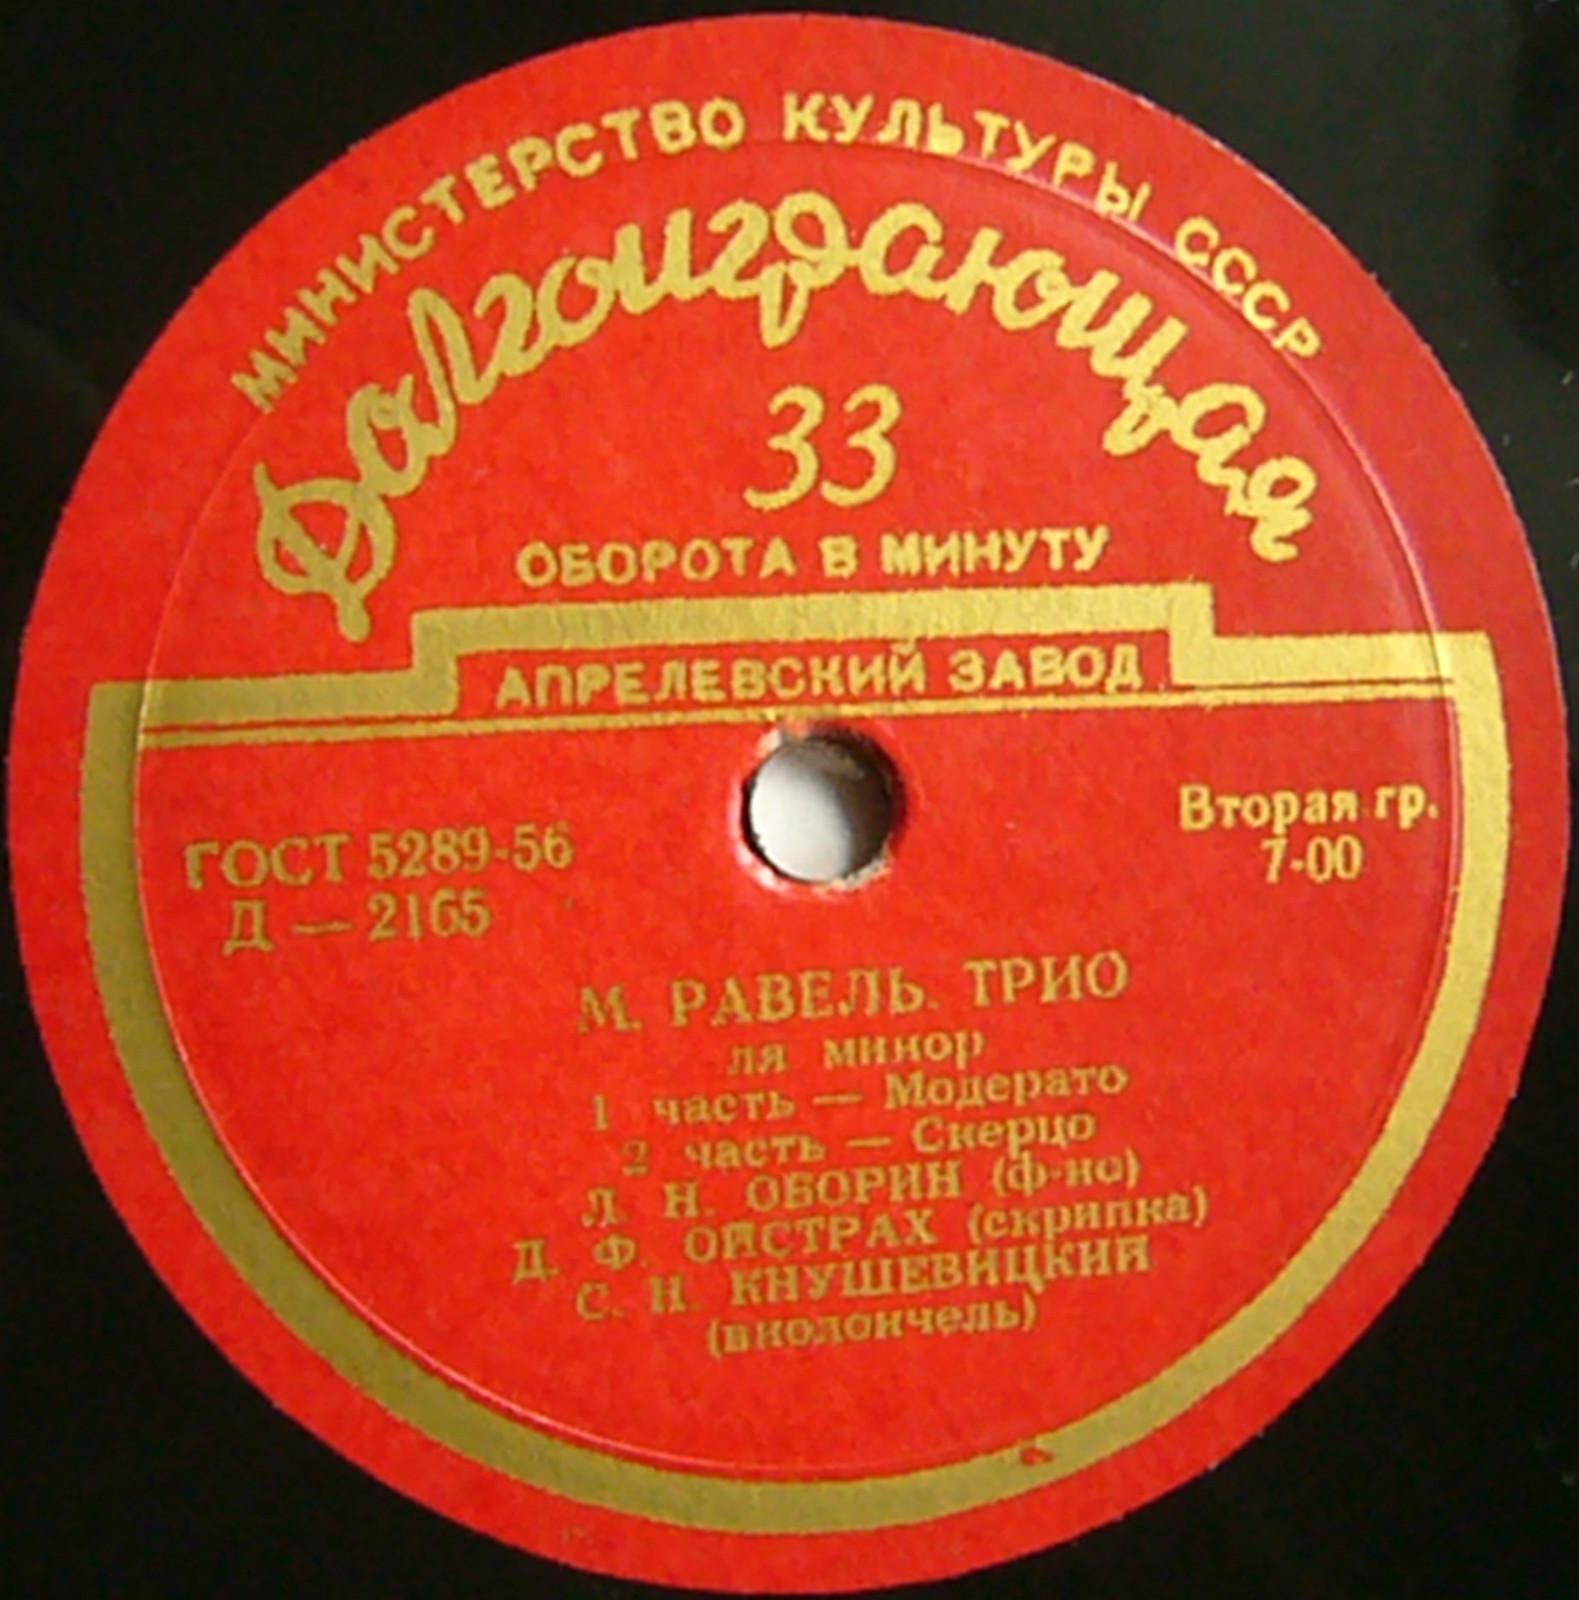 МИНИСТЕРСТВО КУЛЬТУРЫ СССР
Долгоиграющая
33
ОБОРОТА В МИНУТУ
АПРЕЛЕВСКИЙ ЗАВОД
ГОСТ 5289-56
Д — 2165
Вторая гр.
7-00
М. РАВЕЛЬ. ТРИО
ля минор
1 часть — Модерато
2 часть — Скерцо
Л. Н. ОБОРИН (ф-но)
Д. Ф. ОЙСТРАХ (скрипка)
С. Н. КНУШЕВИЦКИЙ
(виолончель)